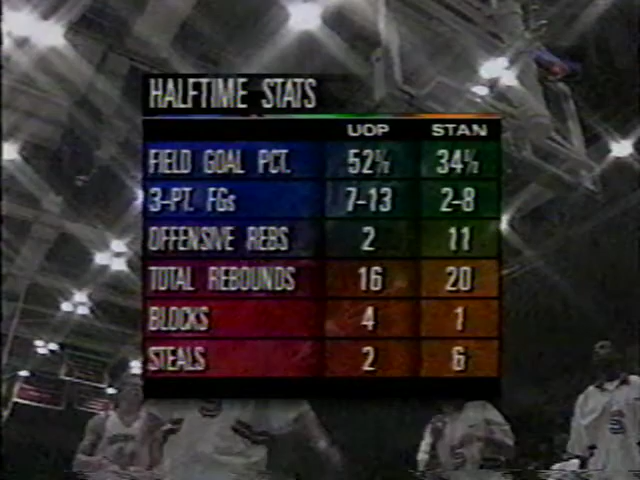 HALFTIME STATS
UOP STAN
FIELD GOAL PCT. 52% 34%
3-PT. FGs 7-13 2-8
OFFENSIVE REBS 2 11
TOTAL REBOUNDS 16 20
BLOCKS 4 1
STEALS 2 6